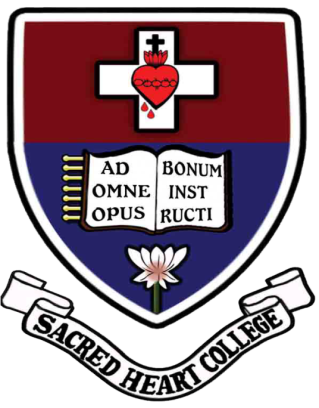 AD
OMNE
OPUS
BONUM
INST
RUCTI
SACRED HEART COLLEGE